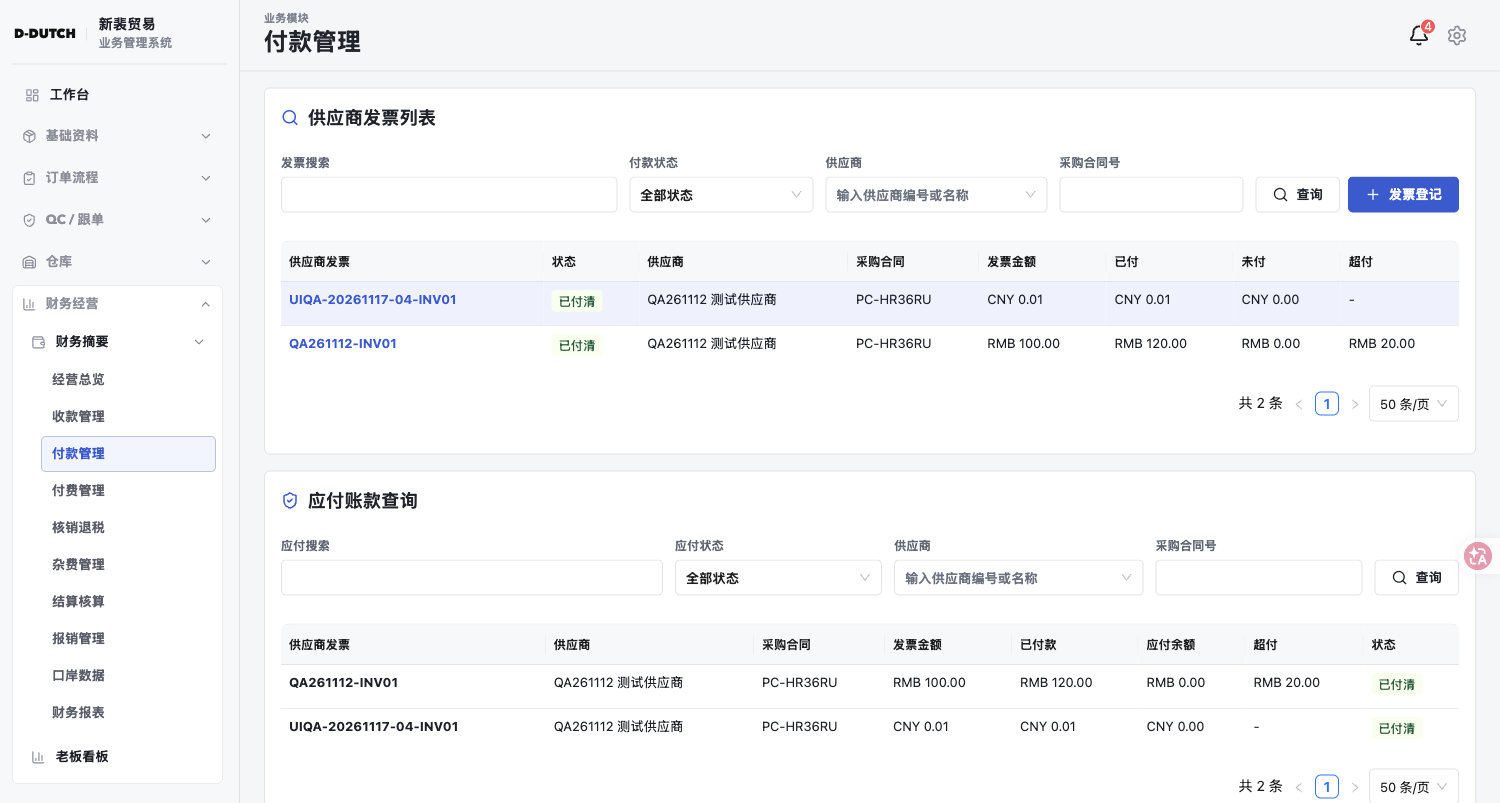 D-DUTCH
新裴贸易
业务管理系统
工作台
基础资料
订单流程
QC / 跟单
仓库
财务经营
财务摘要
经营总览
收款管理
付款管理
付费管理
核销退税
杂费管理
结算核算
报销管理
口岸数据
财务报表
老板看板
业务模块
付款管理
4
供应商发票列表
发票搜索 付款状态 供应商 采购合同号
全部状态 输入供应商编号或名称 查询 发票登记
供应商发票 状态 供应商 采购合同 发票金额 已付 未付 超付
UIQA-20261117-04-INV01 已付清 QA261112 测试供应商 PC-HR36RU CNY 0.01 CNY 0.01 CNY 0.00 -
QA261112-INV01 已付清 QA261112 测试供应商 PC-HR36RU RMB 100.00 RMB 120.00 RMB 0.00 RMB 20.00
共 2 条 < 1 > 50 条/页
应付账款查询
应付搜索 应付状态 供应商 采购合同号
全部状态 输入供应商编号或名称 查询
供应商发票 供应商 采购合同 发票金额 已付款 应付余额 超付 状态
QA261112-INV01 QA261112 测试供应商 PC-HR36RU RMB 100.00 RMB 120.00 RMB 0.00 RMB 20.00 已付清
UIQA-20261117-04-INV01 QA261112 测试供应商 PC-HR36RU CNY 0.01 CNY 0.01 CNY 0.00 - 已付清
共 2 条 < 1 > 50 条/页